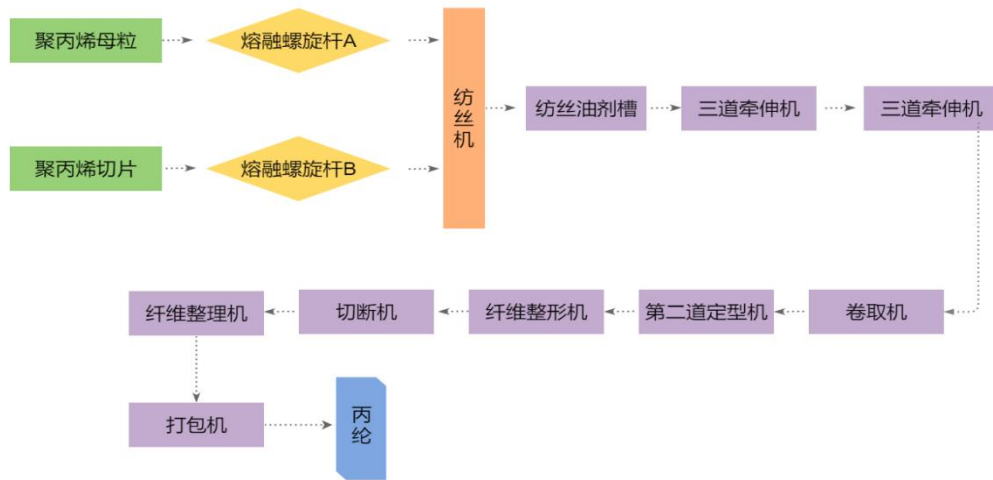 聚丙烯母粒
熔融螺旋杆A
纺丝机
纺丝油剂槽
三道牵伸机
三道牵伸机
聚丙烯切片
熔融螺旋杆B
卷取机
第二道定型机
纤维整形机
切断机
纤维整理机
打包机
丙纶